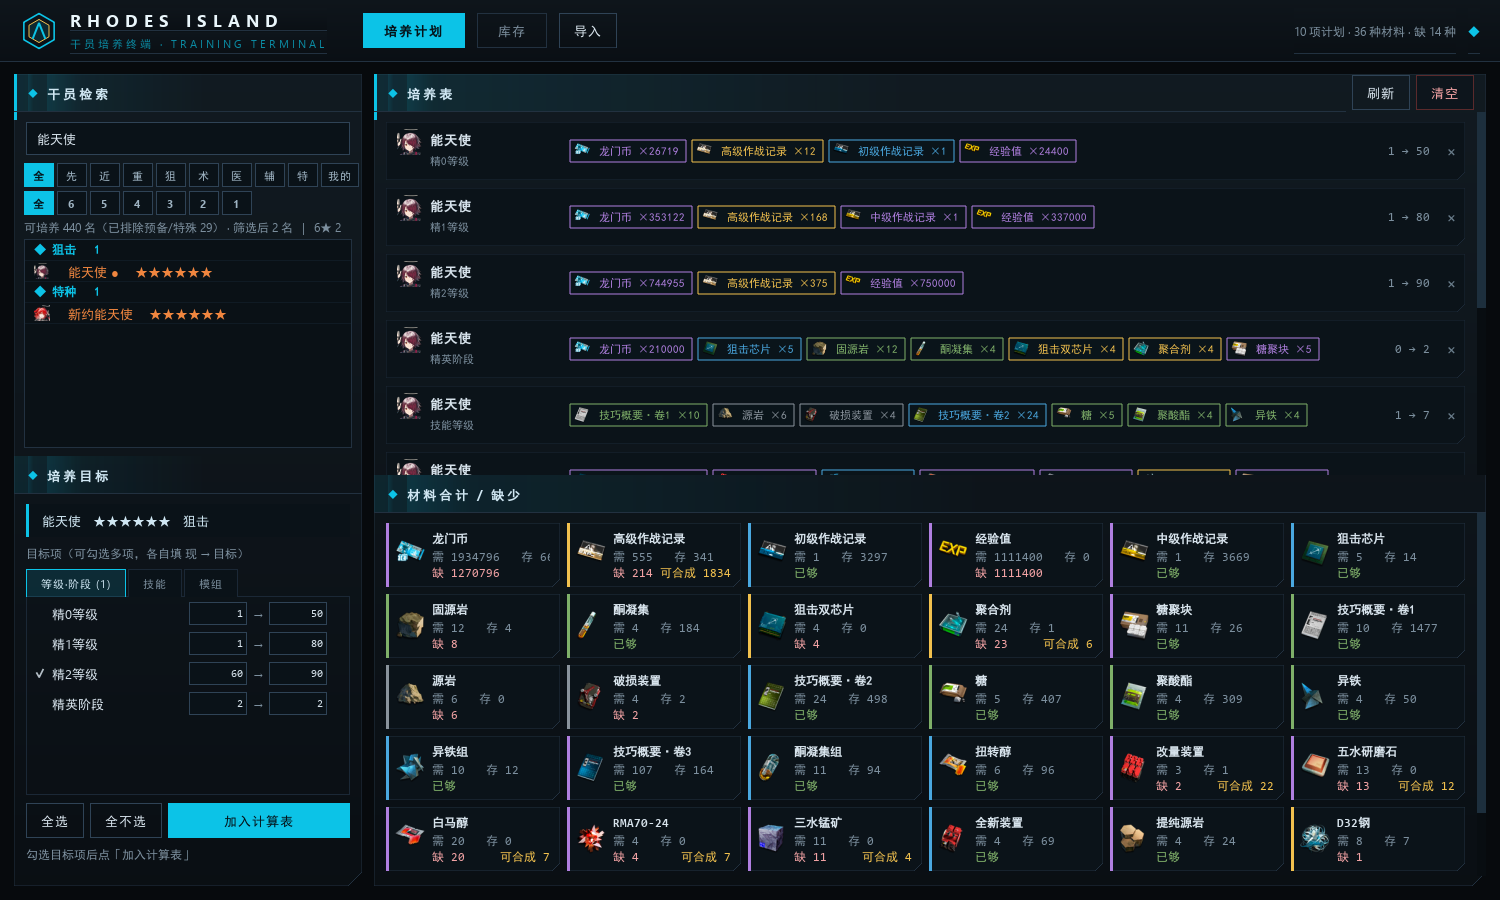 RHODES ISLAND
干员培养终端 · TRAINING TERMINAL
培养计划
库存
导入
10 项计划 · 36 种材料 · 缺 14 种
干员检索
能天使
全 先 近 重 狙 术 医 辅 特 我的
全 6 5 4 3 2 1
可培养 440 名（已排除预备/特殊 29）· 筛选后 2 名 | 6★ 2
◆ 狙击 1
能天使 ● ★★★★★★
◆ 特种 1
新约能天使 ★★★★★★
培养目标
能天使 ★★★★★★ 狙击
目标项（可勾选多项，各自填 现 → 目标）
等级·阶段 (1) 技能 模组
精0等级 1 → 50
精1等级 1 → 80
✓ 精2等级 60 → 90
精英阶段 2 → 2
全选 全不选 加入计算表
勾选目标项后点「加入计算表」
培养表
刷新 清空
能天使
精0等级
龙门币 ×26719 高级作战记录 ×12 初级作战记录 ×1 经验值 ×24400
1 → 50 ×
能天使
精1等级
龙门币 ×353122 高级作战记录 ×168 中级作战记录 ×1 经验值 ×337000
1 → 80 ×
能天使
精2等级
龙门币 ×744955 高级作战记录 ×375 经验值 ×750000
1 → 90 ×
能天使
精英阶段
龙门币 ×210000 狙击芯片 ×5 固源岩 ×12 酮凝集 ×4 狙击双芯片 ×4 聚合剂 ×4 糖聚块 ×5
0 → 2 ×
能天使
技能等级
技巧概要·卷1 ×10 源岩 ×6 破损装置 ×4 技巧概要·卷2 ×24 糖 ×5 聚酸酯 ×4 异铁 ×4
1 → 7 ×
能天使
材料合计 / 缺少
龙门币
需 1934796 存 66
缺 1270796
高级作战记录
需 555 存 341
缺 214 可合成 1834
初级作战记录
需 1 存 3297
已够
经验值
需 1111400 存 0
缺 1111400
中级作战记录
需 1 存 3669
已够
狙击芯片
需 5 存 14
已够
固源岩
需 12 存 4
缺 8
酮凝集
需 4 存 184
已够
狙击双芯片
需 4 存 0
缺 4
聚合剂
需 24 存 1
缺 23 可合成 6
糖聚块
需 11 存 26
已够
技巧概要·卷1
需 10 存 1477
已够
源岩
需 6 存 0
缺 6
破损装置
需 4 存 2
缺 2
技巧概要·卷2
需 24 存 498
已够
糖
需 5 存 407
已够
聚酸酯
需 4 存 309
已够
异铁
需 4 存 50
已够
异铁组
需 10 存 12
已够
技巧概要·卷3
需 107 存 164
已够
酮凝集组
需 11 存 94
已够
扭转醇
需 6 存 96
已够
改量装置
需 3 存 1
缺 2 可合成 22
五水研磨石
需 13 存 0
缺 13 可合成 12
白马醇
需 20 存 0
缺 20 可合成 7
RMA70-24
需 4 存 0
缺 4 可合成 7
三水锰矿
需 11 存 0
缺 11 可合成 4
全新装置
需 4 存 69
已够
提纯源岩
需 4 存 24
已够
D32钢
需 8 存 7
缺 1